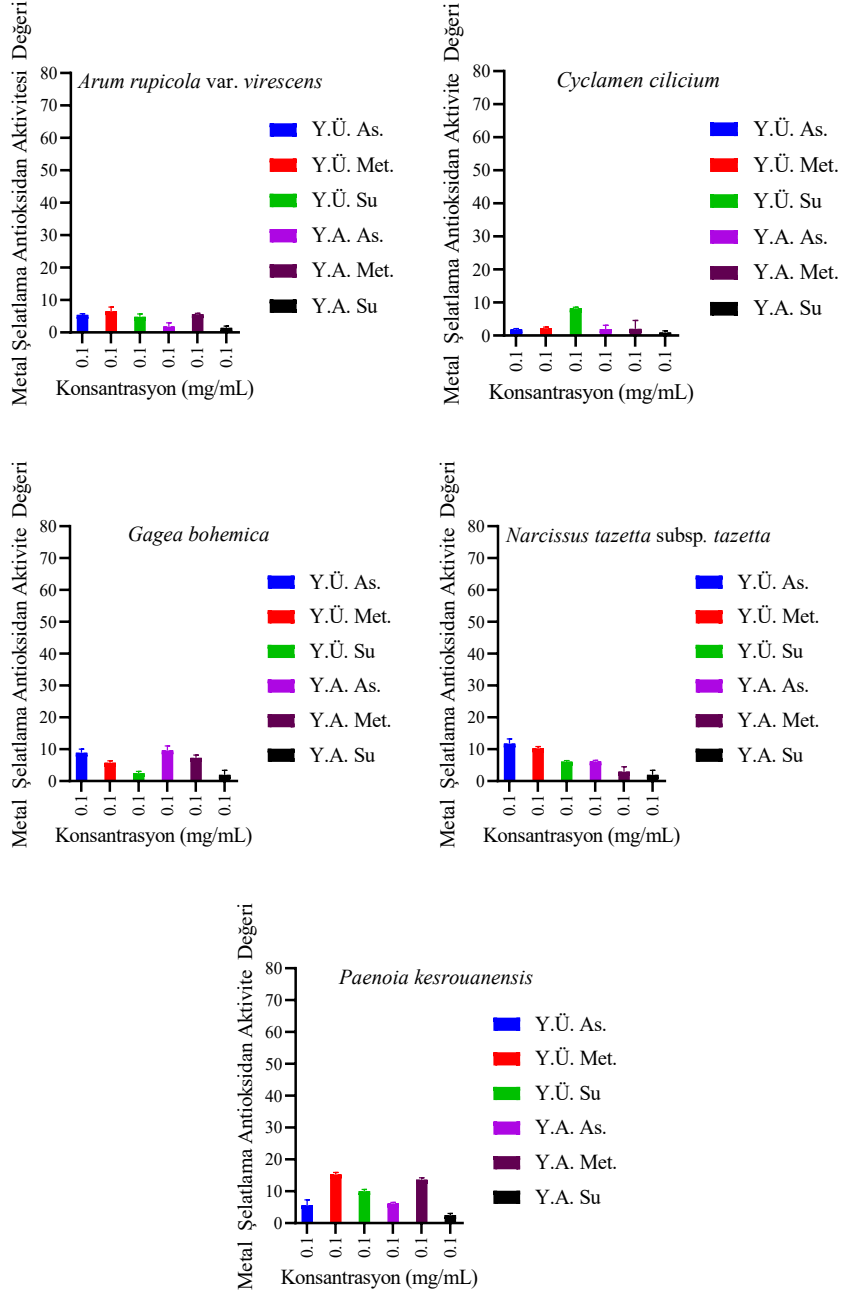 Metal Şelatlama Antioksidan Aktivitesi Değeri
Arum rupicola var. virescens
80
70
60
50
40
30
20
10
0
0.1 0.1 0.1 0.1 0.1 0.1
Konsantrasyon (mg/mL)
Y.Ü. As.
Y.Ü. Met.
Y.Ü. Su
Y.A. As.
Y.A. Met.
Y.A. Su
Metal Şelatlama Antioksidan Aktivite Değeri
Cyclamen cilicium
80
70
60
50
40
30
20
10
0
0.1 0.1 0.1 0.1 0.1 0.1
Konsantrasyon (mg/mL)
Y.Ü. As.
Y.Ü. Met.
Y.Ü. Su
Y.A. As.
Y.A. Met.
Y.A. Su
Metal Şelatlama Antioksidan Aktivite Değeri
Gagea bohemica
80
70
60
50
40
30
20
10
0
0.1 0.1 0.1 0.1 0.1 0.1
Konsantrasyon (mg/mL)
Y.Ü. As.
Y.Ü. Met.
Y.Ü. Su
Y.A. As.
Y.A. Met.
Y.A. Su
Metal Şelatlama Antioksidan Aktivite Değeri
Narcissus tazetta subsp. tazetta
80
70
60
50
40
30
20
10
0
0.1 0.1 0.1 0.1 0.1 0.1
Konsantrasyon (mg/mL)
Y.Ü. As.
Y.Ü. Met.
Y.Ü. Su
Y.A. As.
Y.A. Met.
Y.A. Su
Metal Şelatlama Antioksidan Aktivite Değeri
Paenoia kesrouanensis
80
70
60
50
40
30
20
10
0
0.1 0.1 0.1 0.1 0.1 0.1
Konsantrasyon (mg/mL)
Y.Ü. As.
Y.Ü. Met.
Y.Ü. Su
Y.A. As.
Y.A. Met.
Y.A. Su